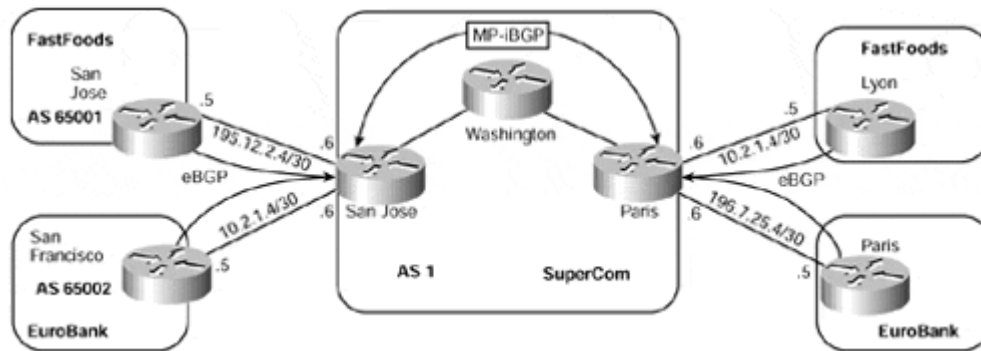 FastFoods
San
Jose
AS 65001
.5
195.12.2.4/30
.6
eBGP
San Jose
San
Francisco
AS 65002
EuroBank
.5
10.2.1.4/30
.6
MP-iBGP
Washington
AS 1
SuperCom
Paris
.6
10.2.1.4/30
.5
eBGP
.6
196.7.25.4/30
.5
FastFoods
Lyon
Paris
EuroBank